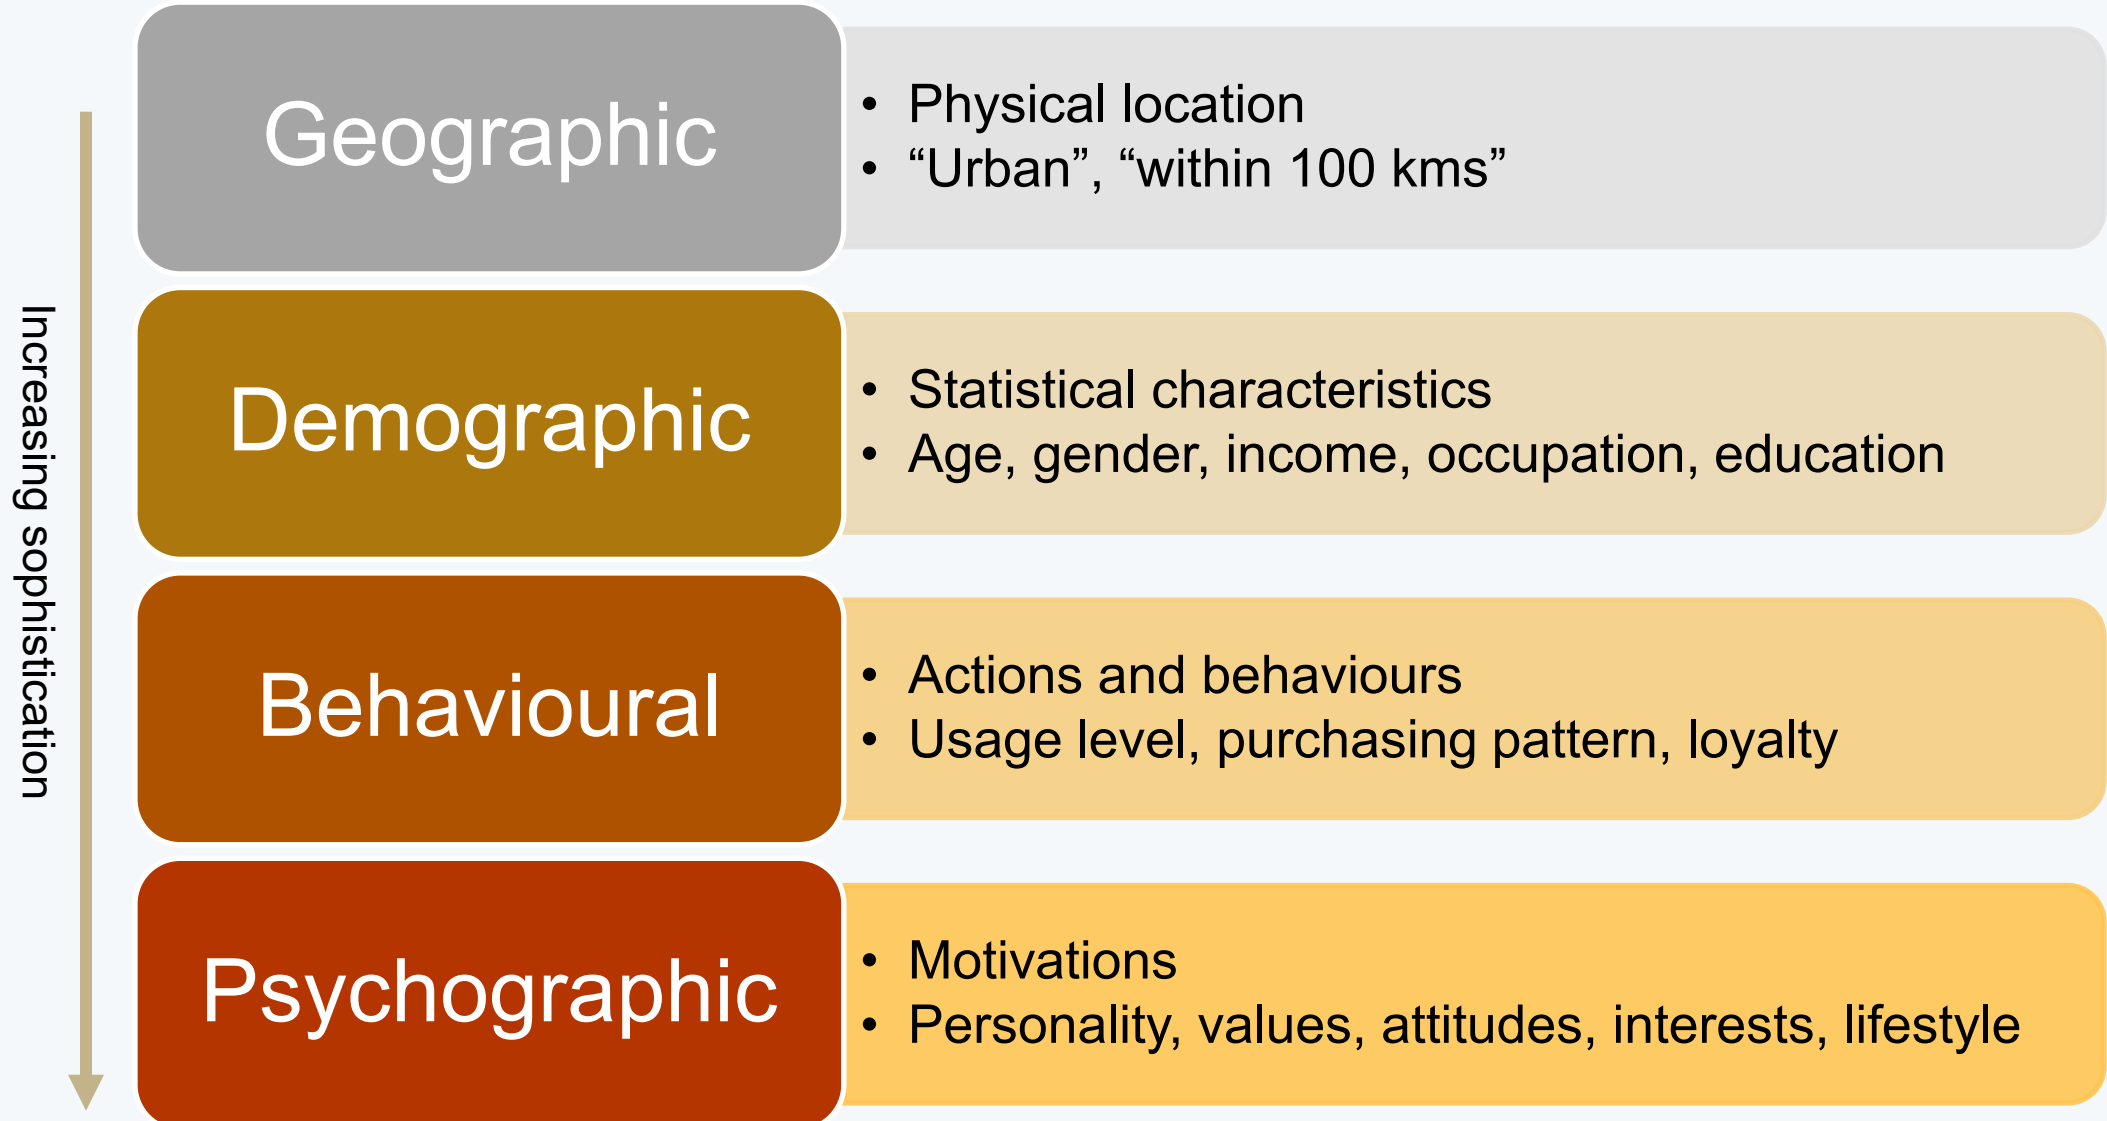 Increasing sophistication
Geographic
• Physical location
• “Urban”, “within 100 kms”
Demographic
• Statistical characteristics
• Age, gender, income, occupation, education
Behavioural
• Actions and behaviours
• Usage level, purchasing pattern, loyalty
Psychographic
• Motivations
• Personality, values, attitudes, interests, lifestyle